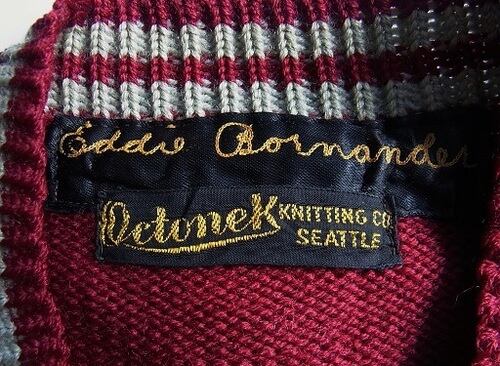 Eddie Bornander
Octonek KNITTING CO
SEATTLE